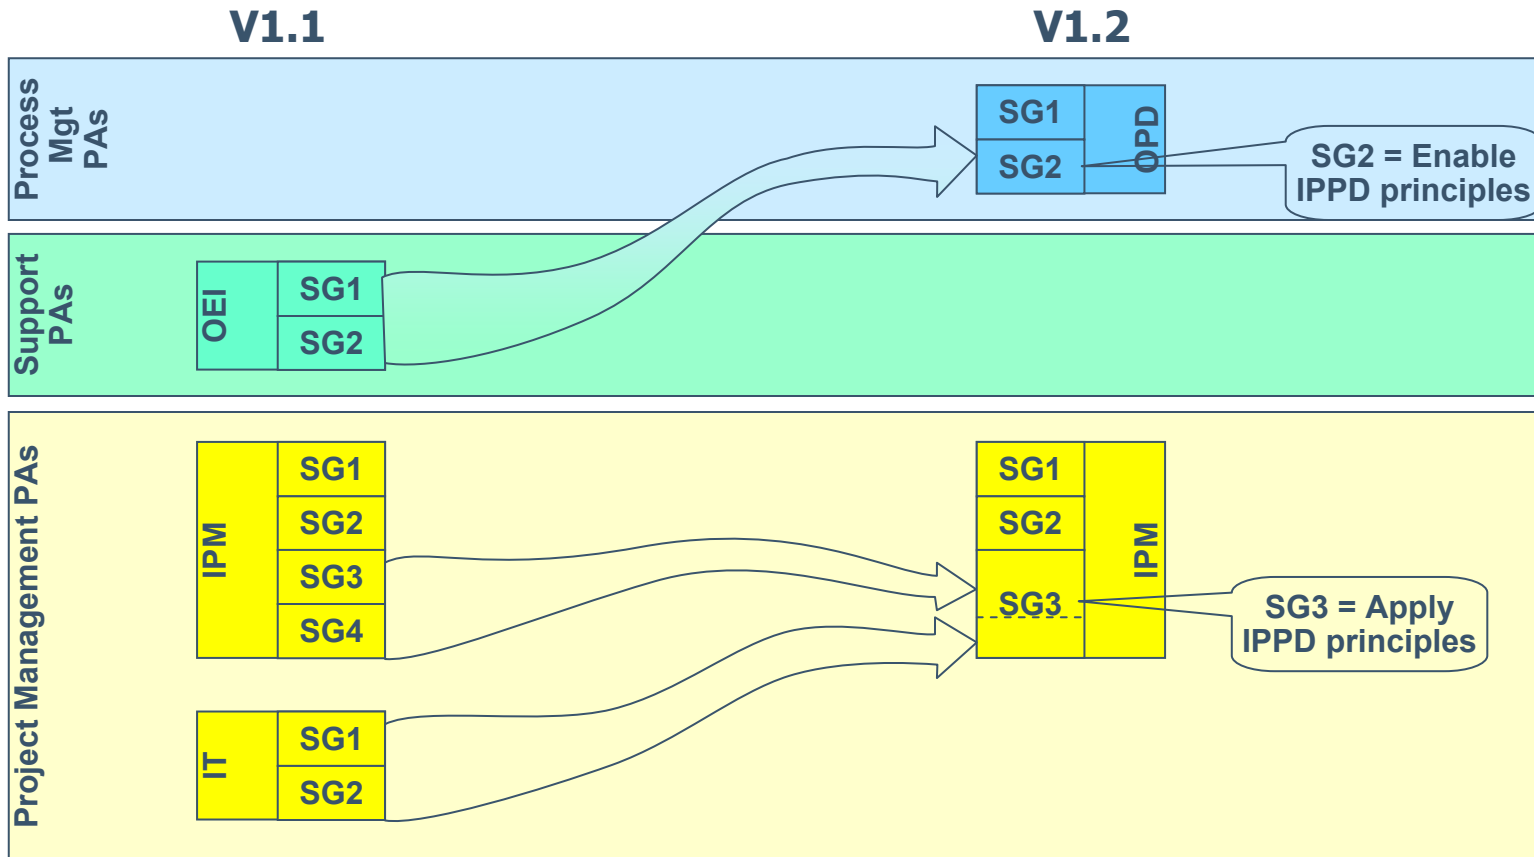 V1.1
V1.2
Process
Mgt
PAs
SG1
SG2
OPD
SG2 = Enable
IPPD principles
Support
PAs
OEI
SG1
SG2
Project Management PAs
IPM
SG1
SG2
SG3
SG4
SG1
SG2
SG3
IPM
SG3 = Apply
IPPD principles
IT
SG1
SG2